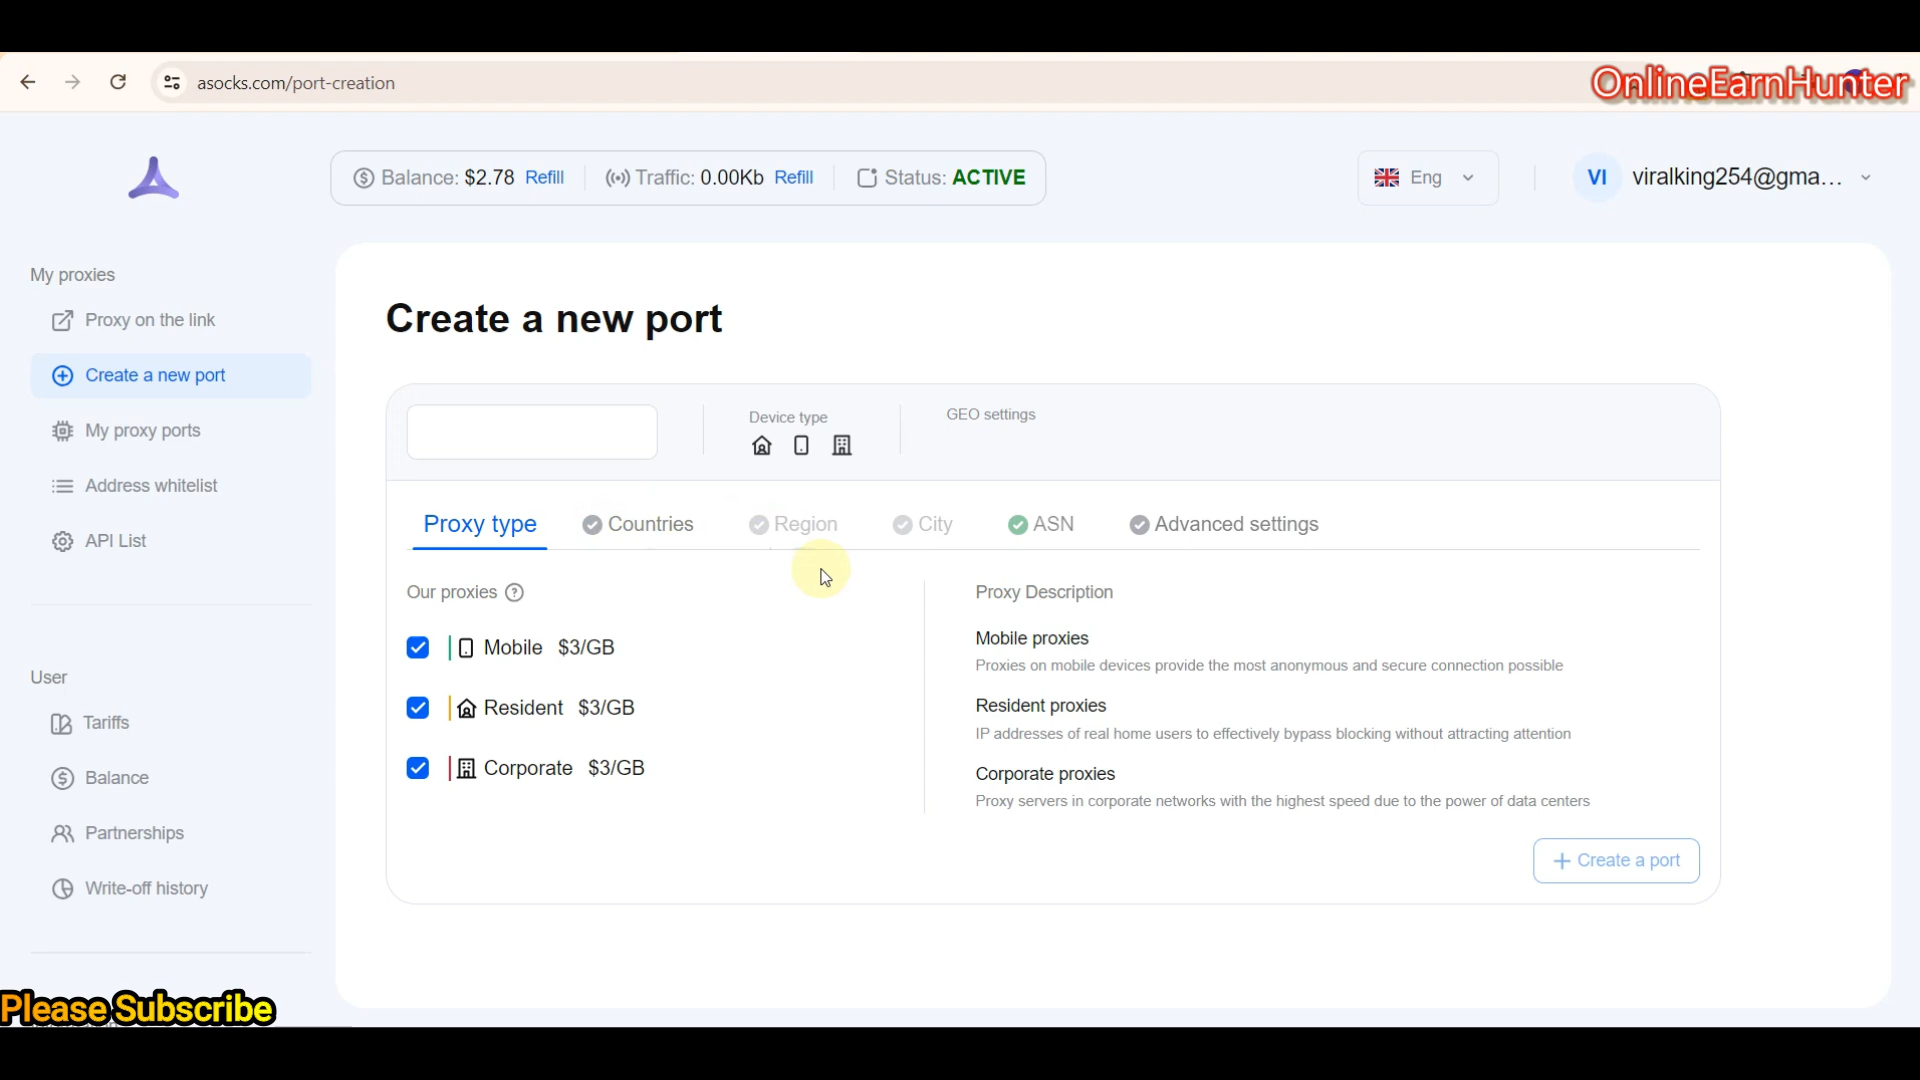 asocks.com/port-creation
OnlineEarnHunter
Balance: $2.78 Refill Traffic: 0.00Kb Refill Status: ACTIVE
Eng
VI viralking254@gma...
My proxies
Proxy on the link
Create a new port
My proxy ports
Address whitelist
API List
User
Tariffs
Balance
Partnerships
Write-off history
Create a new port
Device type
GEO settings
Proxy type Countries Region City ASN Advanced settings
Our proxies ?
Mobile $3/GB
Resident $3/GB
Corporate $3/GB
Proxy Description
Mobile proxies
Proxies on mobile devices provide the most anonymous and secure connection possible
Resident proxies
IP addresses of real home users to effectively bypass blocking without attracting attention
Corporate proxies
Proxy servers in corporate networks with the highest speed due to the power of data centers
+ Create a port
Please Subscribe